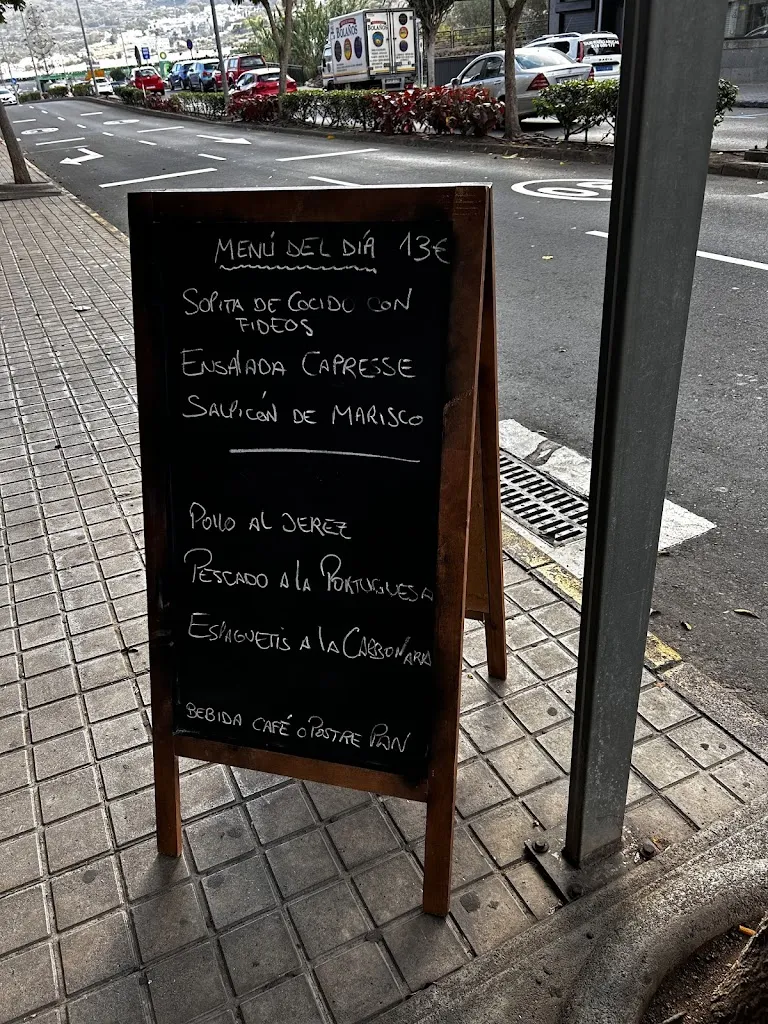 BOLAÑOS
MENÚ DEL DÍA 13€
SOPITA DE COCIDO CON
FIDEOS
ENSALADA CAPRESSE
SALPICÓN DE MARISCO
POLLO AL JEREZ
PESCADO A LA PORTUGUESA
ESPAGUETIS A LA CARBONARA
BEBIDA CAFÉ O POSTRE PAN